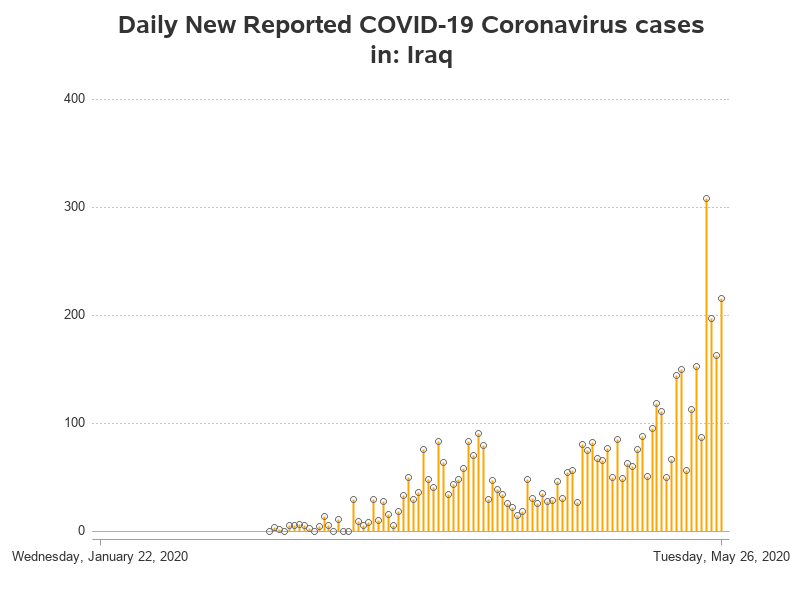 Daily New Reported COVID-19 Coronavirus cases
in: Iraq
400
300
200
100
0
Wednesday, January 22, 2020
Tuesday, May 26, 2020